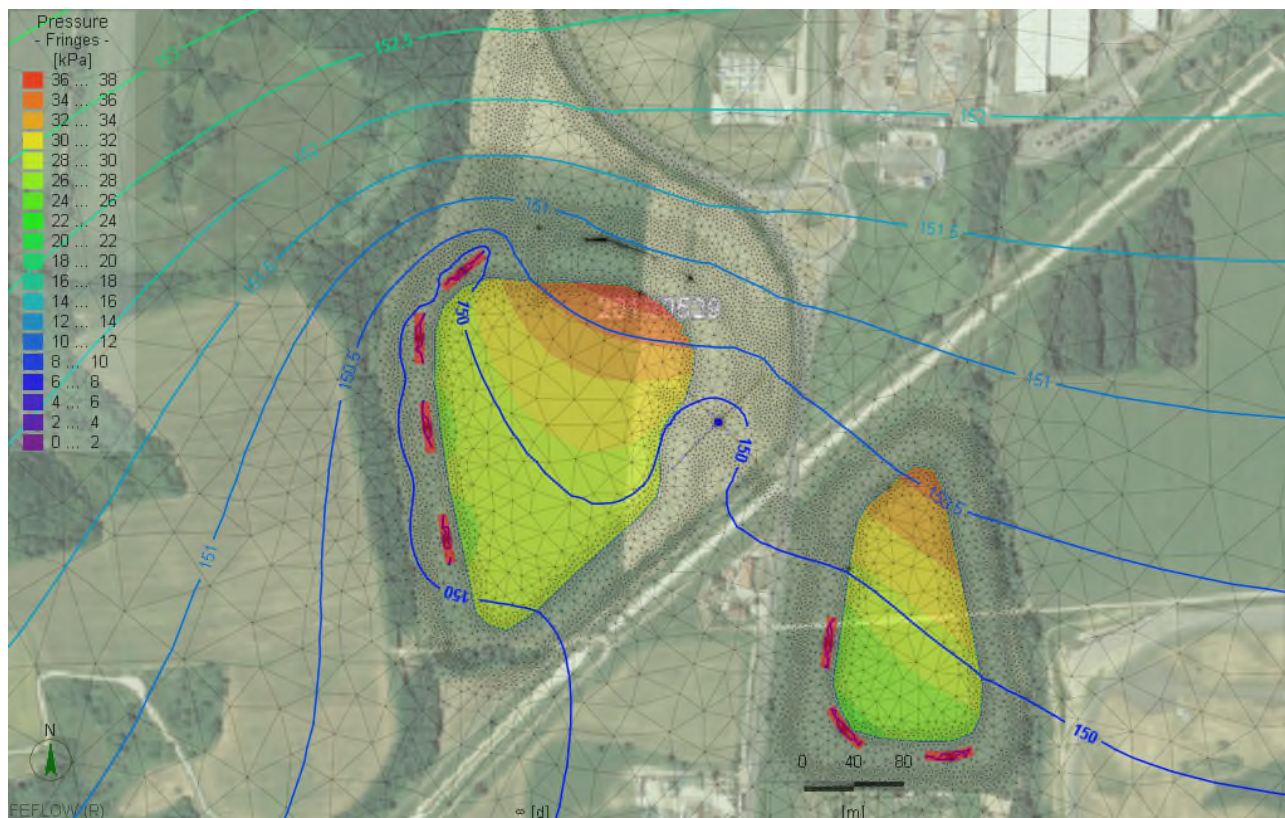 Pressure
- Fringes -
[kPa]
36 ... 38
34 ... 36
32 ... 34
30 ... 32
28 ... 30
26 ... 28
24 ... 26
22 ... 24
20 ... 22
18 ... 20
16 ... 18
14 ... 16
12 ... 14
10 ... 12
8 ... 10
6 ... 8
4 ... 6
2 ... 4
0 ... 2
153
152.5
152
152
151.5
151
151.5
150
150.5
151
151
150
150
150
N
0 40 80
FEFLOW (R)
∞ [d]
[m]